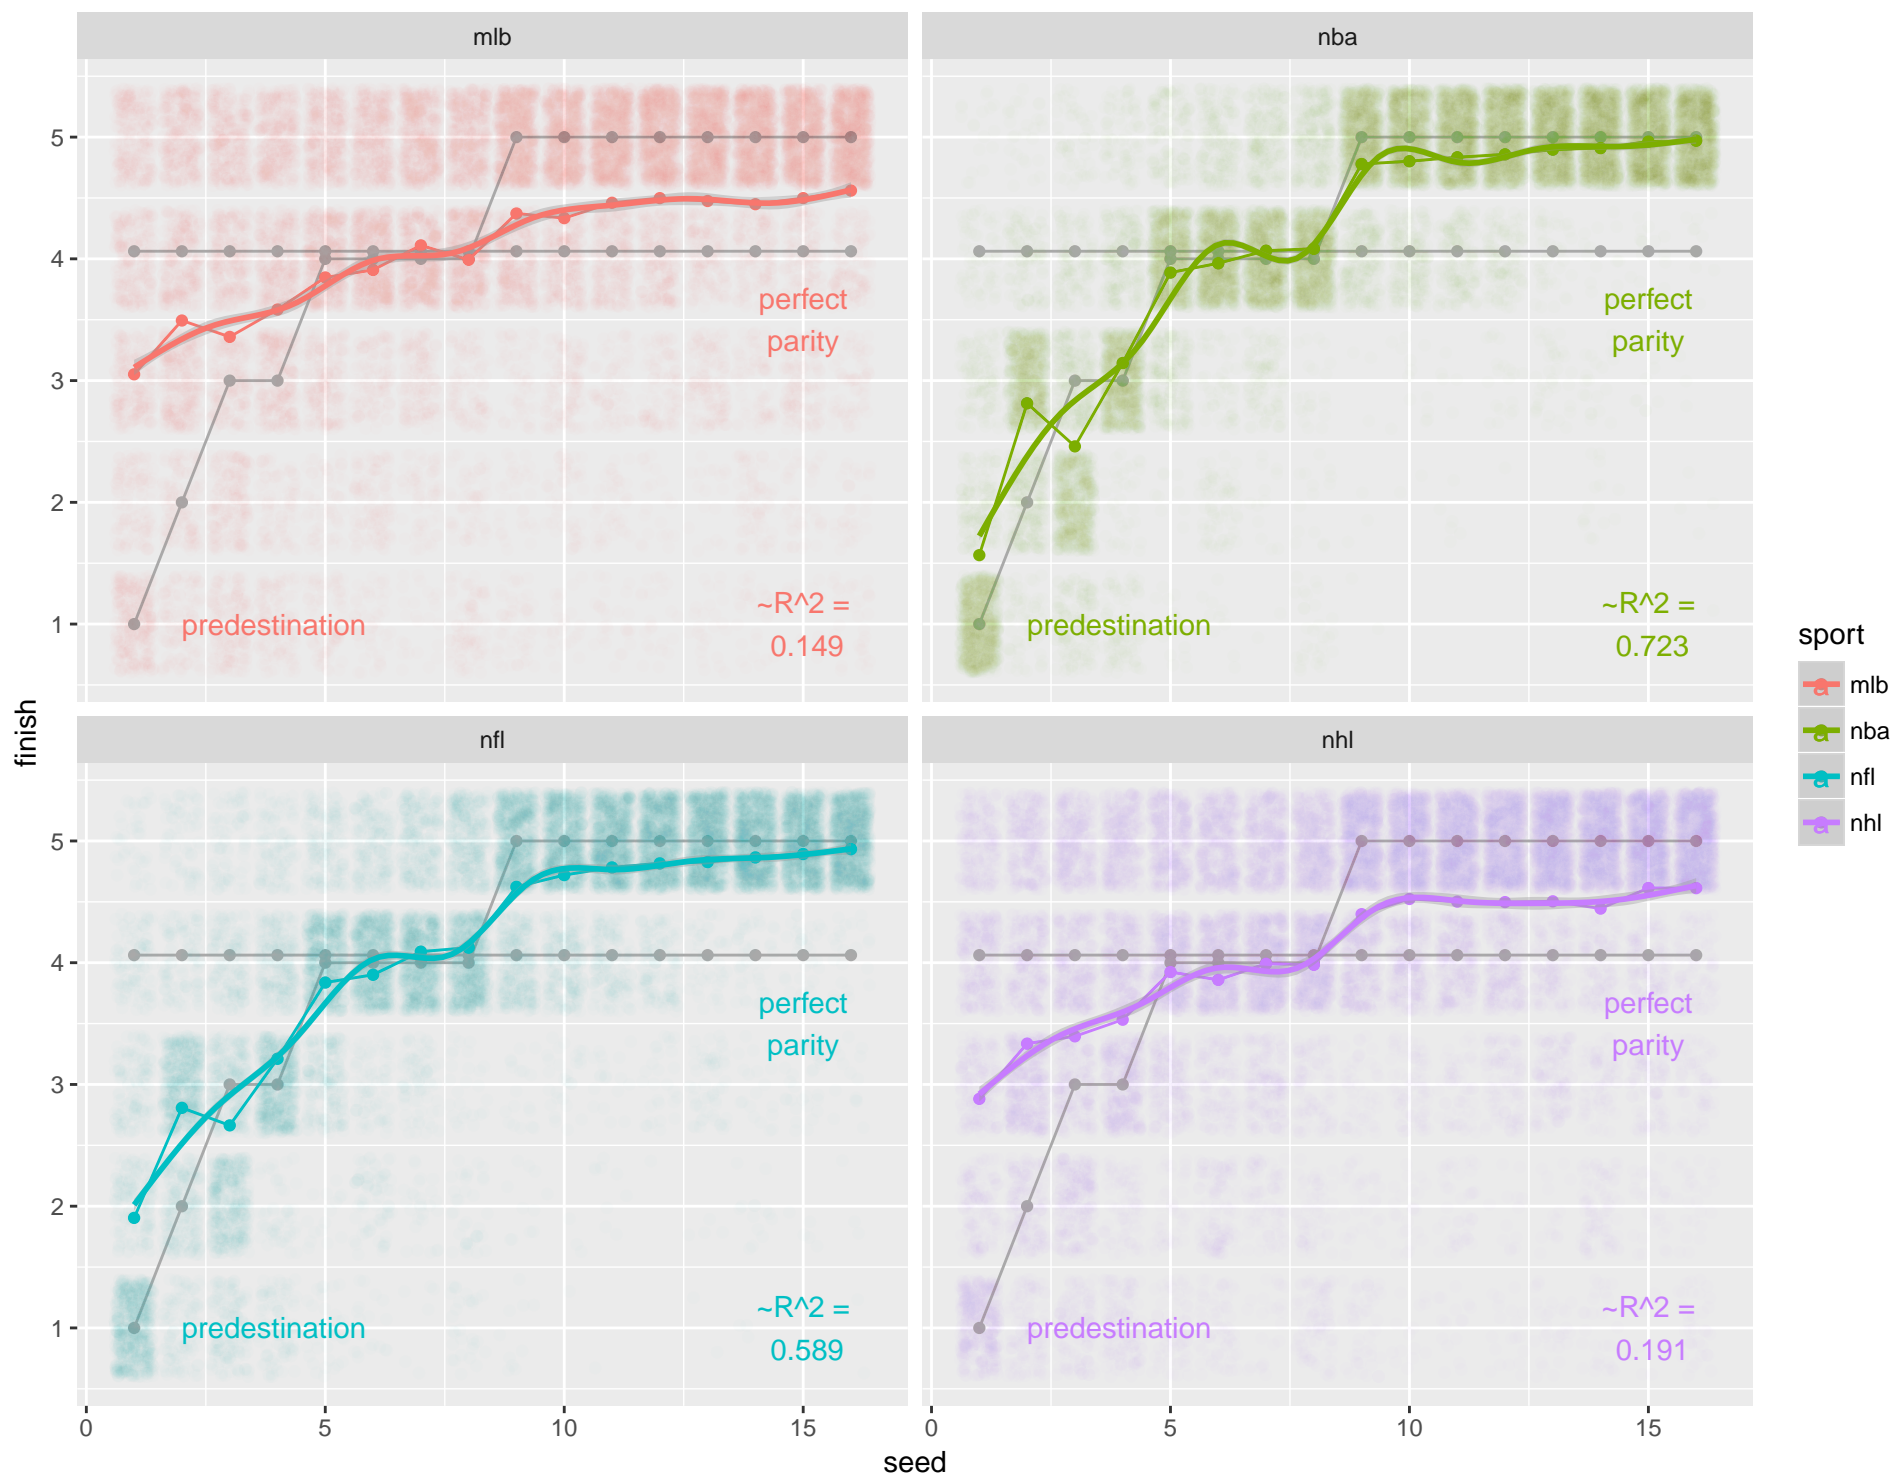 mlb
nba
5
4
3
2
1
perfect
parity
predestination
~R^2 =
0.149
perfect
parity
predestination
~R^2 =
0.723
finish
nfl
nhl
5
4
3
2
1
perfect
parity
predestination
~R^2 =
0.589
perfect
parity
predestination
~R^2 =
0.191
0
5
10
15
0
5
10
15
seed
sport
a mlb
a nba
a nfl
a nhl